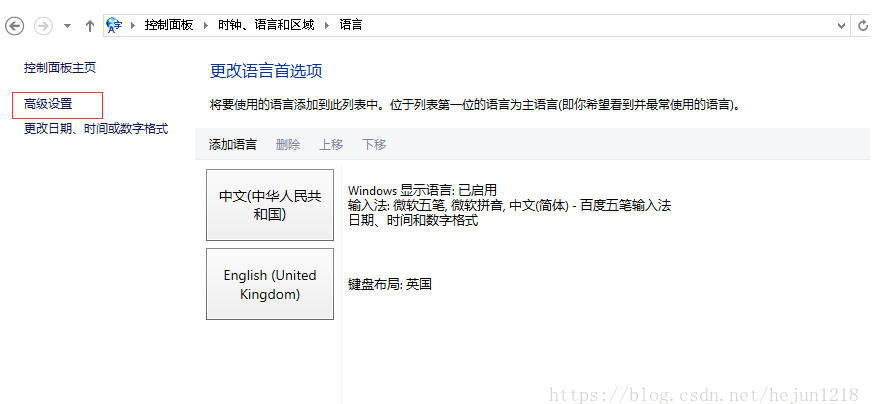 控制面板 时钟、语言和区域 语言
控制面板主页
高级设置
更改日期、时间或数字格式
更改语言首选项
将要使用的语言添加到此列表中。位于列表第一位的语言为主语言(即你希望看到并最常使用的语言)。
添加语言 删除 上移 下移
中文(中华人民共
和国)
Windows 显示语言: 已启用
输入法: 微软五笔, 微软拼音, 中文(简体) - 百度五笔输入法
日期、时间和数字格式
English (United
Kingdom)
键盘布局: 英国
https://blog.csdn.net/hejun1218